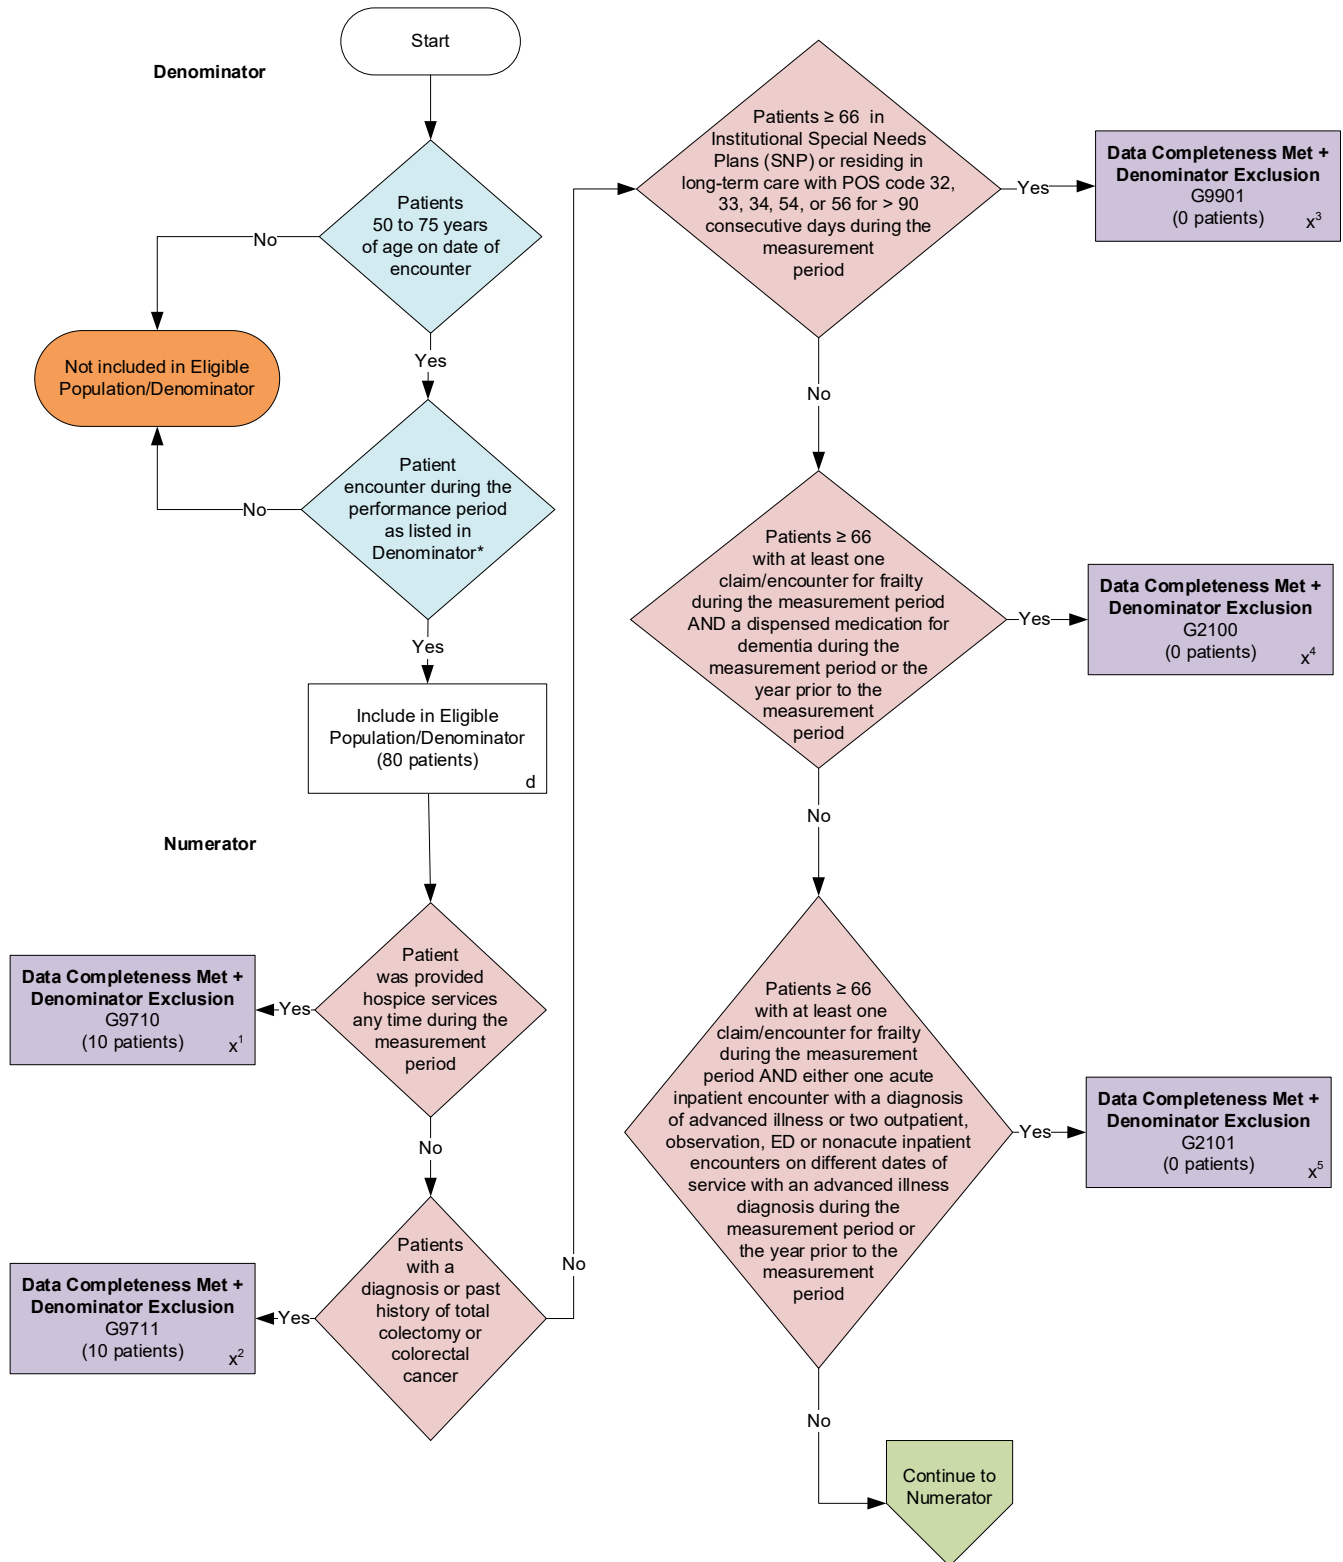 Start
Denominator
Patients
50 to 75 years
of age on date of
encounter
No
Not included in Eligible
Population/Denominator
Yes
Patient
encounter during the
performance period
as listed in
Denominator*
No
Yes
Include in Eligible
Population/Denominator
(80 patients)
d
Numerator
Patient
was provided
hospice services
any time during the
measurement
period
Yes
Data Completeness Met +
Denominator Exclusion
G9710
(10 patients)
x¹
No
Patients
with a
diagnosis or past
history of total
colectomy or
colorectal
cancer
Yes
Data Completeness Met +
Denominator Exclusion
G9711
(10 patients)
x²
No
Patients ≥ 66 in
Institutional Special Needs
Plans (SNP) or residing in
long-term care with POS code 32,
33, 34, 54, or 56 for > 90
consecutive days during the
measurement
period
Yes
Data Completeness Met +
Denominator Exclusion
G9901
(0 patients)
x³
No
Patients ≥ 66
with at least one
claim/encounter for frailty
during the measurement period
AND a dispensed medication for
dementia during the
measurement period or the
year prior to the
measurement
period
Yes
Data Completeness Met +
Denominator Exclusion
G2100
(0 patients)
x⁴
No
Patients ≥ 66
with at least one
claim/encounter for frailty
during the measurement
period AND either one acute
inpatient encounter with a diagnosis
of advanced illness or two outpatient,
observation, ED or nonacute inpatient
encounters on different dates of
service with an advanced illness
diagnosis during the
measurement period or
the year prior to the
measurement
period
Yes
Data Completeness Met +
Denominator Exclusion
G2101
(0 patients)
x⁵
No
Continue to
Numerator